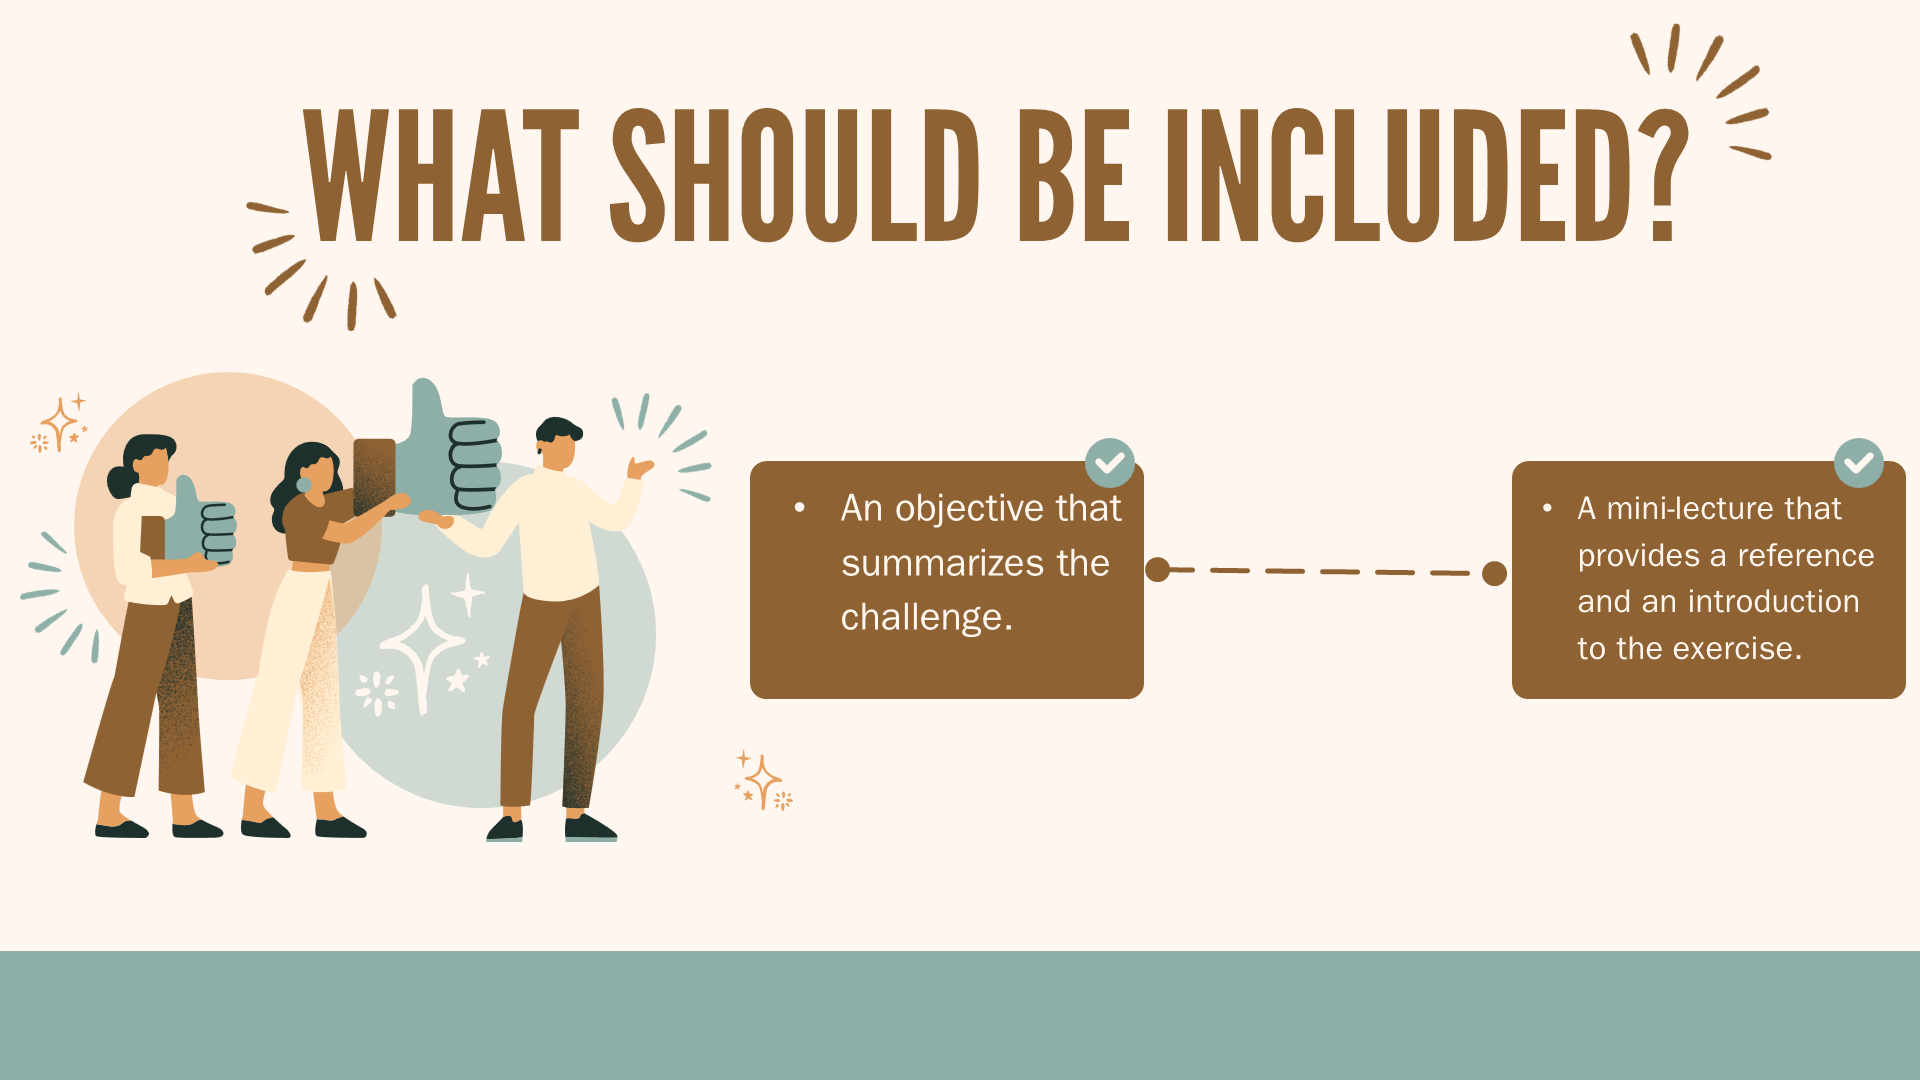 WHAT SHOULD BE INCLUDED?
• An objective that
summarizes the
challenge.
• A mini-lecture that
provides a reference
and an introduction
to the exercise.